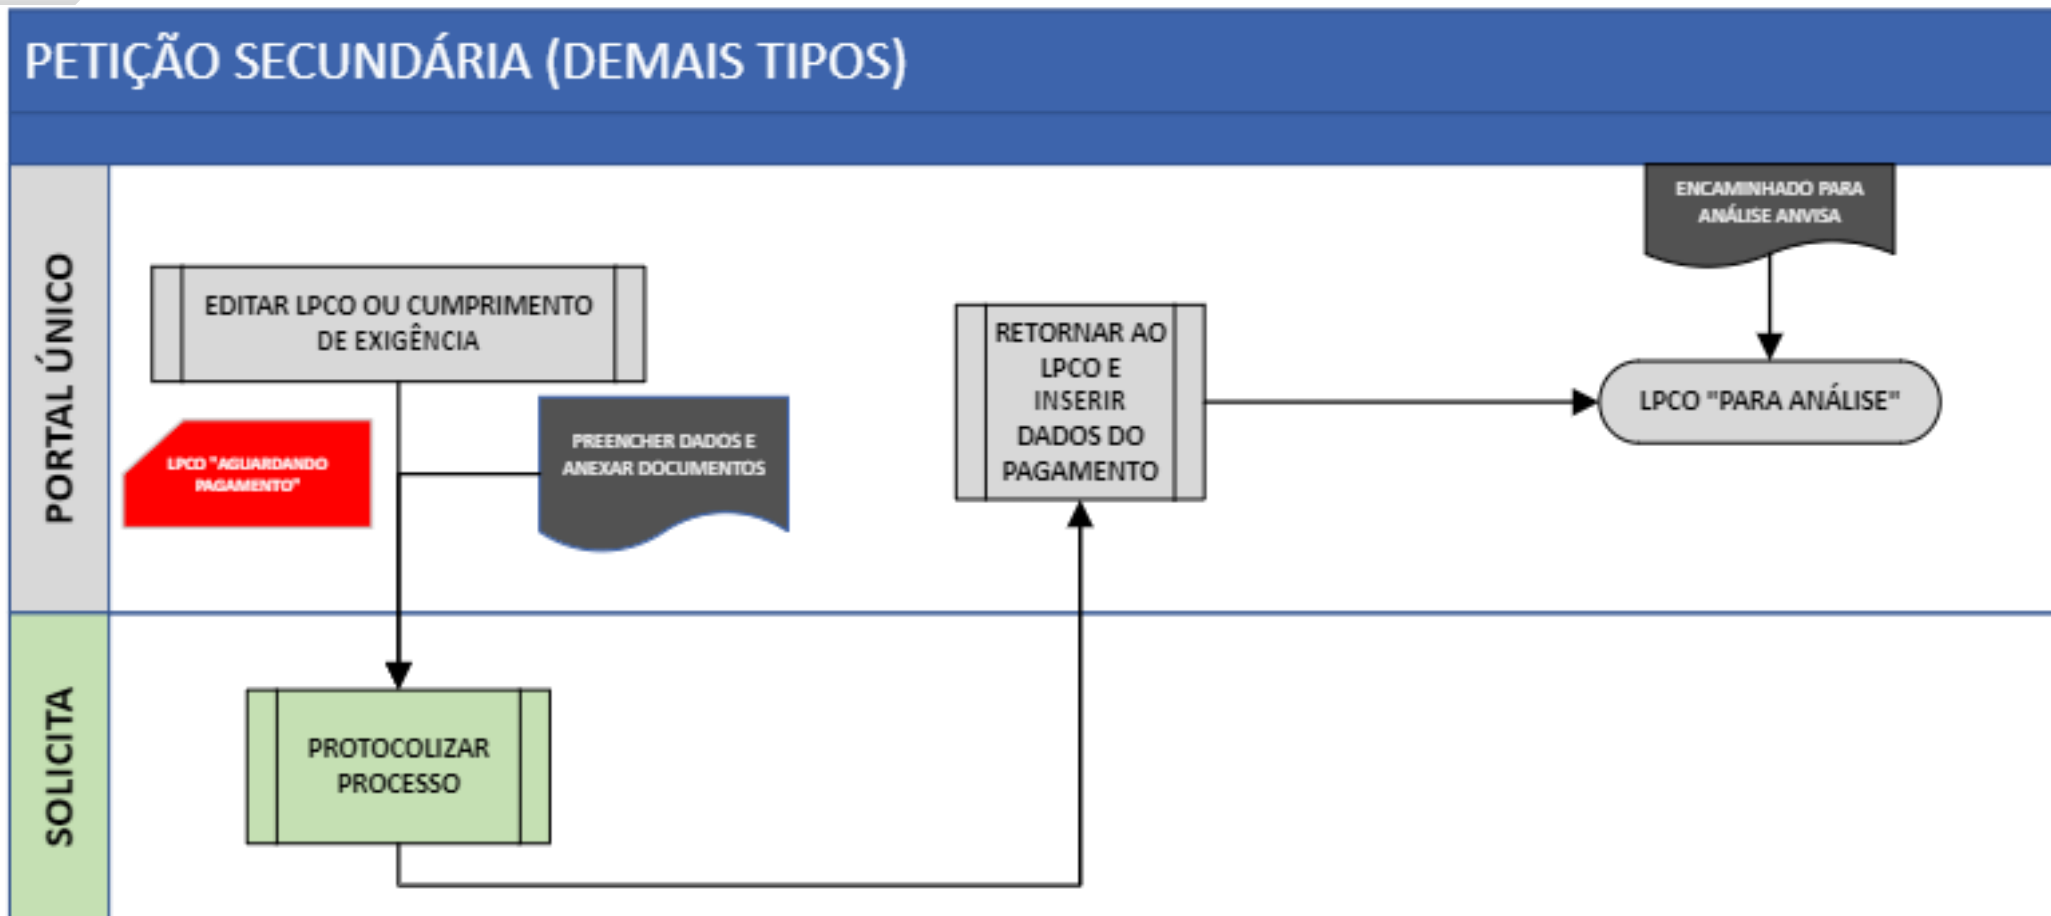 PETIÇÃO SECUNDÁRIA (DEMAIS TIPOS)
PORTAL ÚNICO
EDITAR LPCO OU CUMPRIMENTO
DE EXIGÊNCIA
LPCO "AGUARDANDO
PAGAMENTO"
PREENCHER DADOS E
ANEXAR DOCUMENTOS
RETORNAR AO
LPCO E
INSERIR
DADOS DO
PAGAMENTO
ENCAMINHADO PARA
ANÁLISE ANVISA
LPCO "PARA ANÁLISE"
SOLICITA
PROTOCOLIZAR
PROCESSO